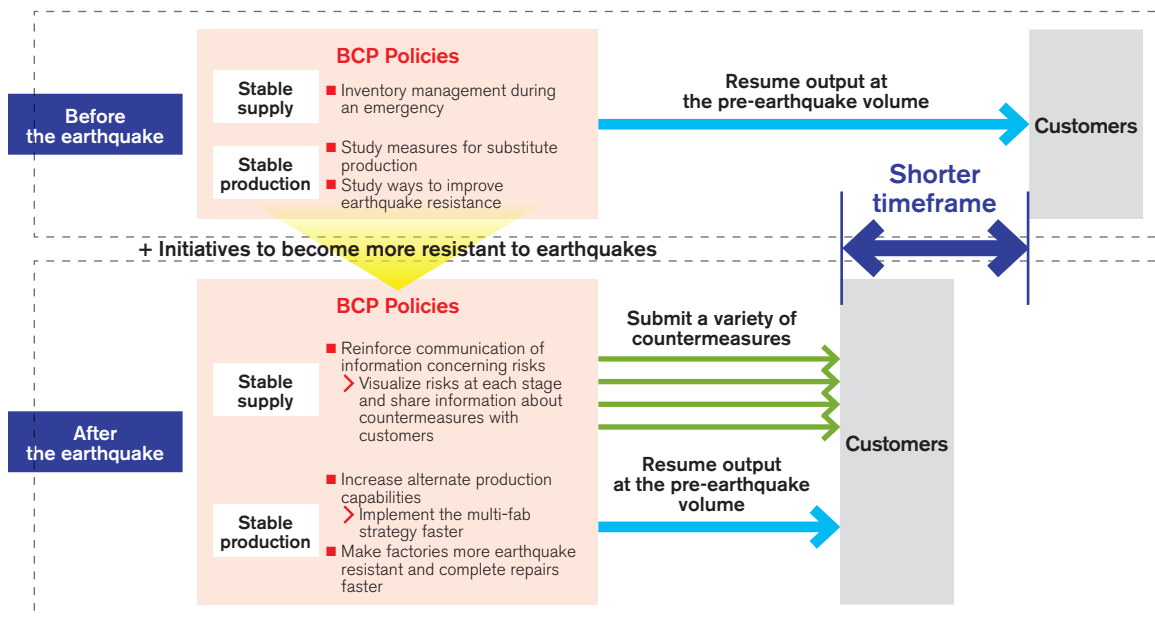 BCP Policies
Before
the earthquake
Stable
supply
Inventory management during
an emergency
Stable
production
Study measures for substitute
production
Study ways to improve
earthquake resistance
Resume output at
the pre-earthquake volume
Customers
Shorter
timeframe
+ Initiatives to become more resistant to earthquakes
BCP Policies
After
the earthquake
Stable
supply
Reinforce communication of
information concerning risks
Visualize risks at each stage
and share information about
countermeasures with
customers
Stable
production
Increase alternate production
capabilities
Implement the multi-fab
strategy faster
Make factories more earthquake
resistant and complete repairs
faster
Submit a variety of
countermeasures
Resume output
at the pre-earthquake
volume
Customers